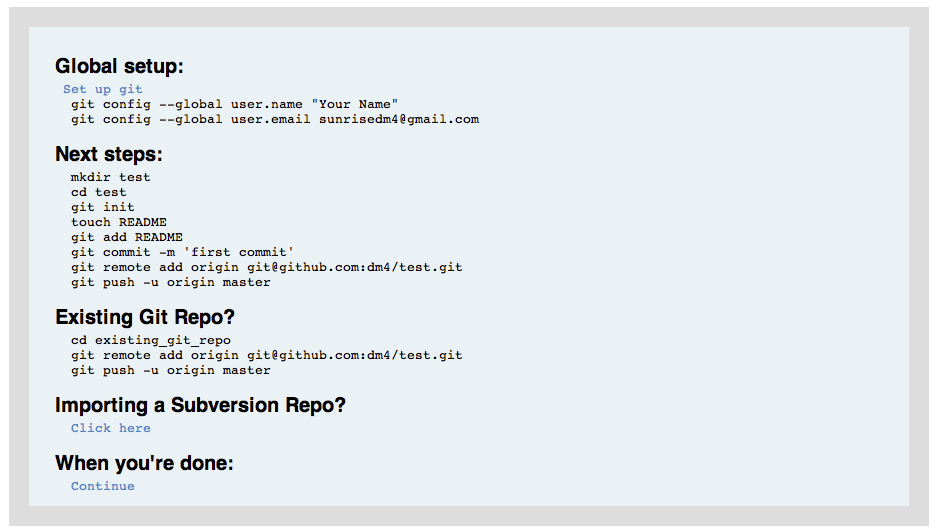 Global setup:
Set up git
git config --global user.name "Your Name"
git config --global user.email sunrisedm4@gmail.com
Next steps:
mkdir test
cd test
git init
touch README
git add README
git commit -m 'first commit'
git remote add origin git@github.com:dm4/test.git
git push -u origin master
Existing Git Repo?
cd existing_git_repo
git remote add origin git@github.com:dm4/test.git
git push -u origin master
Importing a Subversion Repo?
Click here
When you're done:
Continue